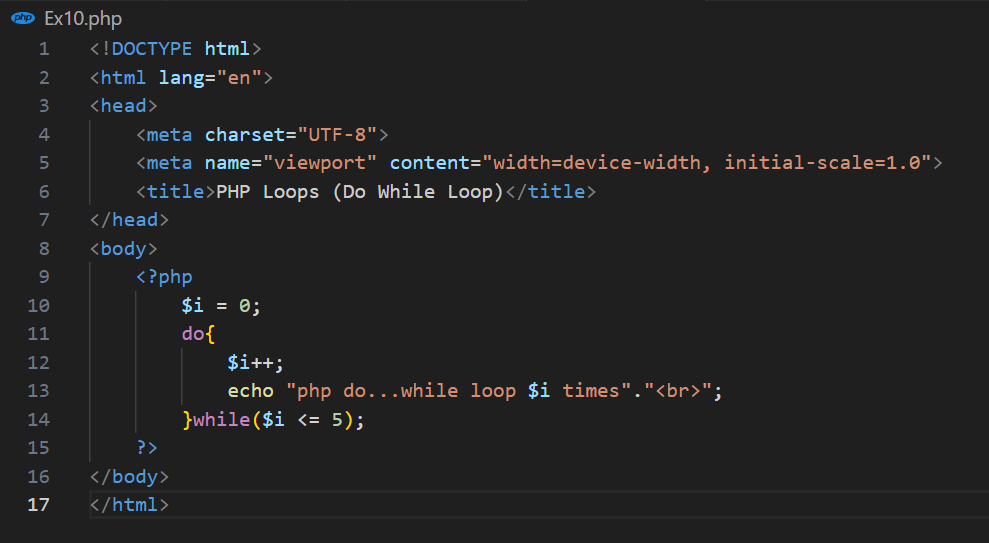 php Ex10.php
1 <!DOCTYPE html>
2 <html lang="en">
3 <head>
4     <meta charset="UTF-8">
5     <meta name="viewport" content="width=device-width, initial-scale=1.0">
6     <title>PHP Loops (Do While Loop)</title>
7 </head>
8 <body>
9     <?php
10         $i = 0;
11         do{
12             $i++;
13             echo "php do...while loop $i times"."<br>";
14         }while($i <= 5);
15     ?>
16 </body>
17 </html>